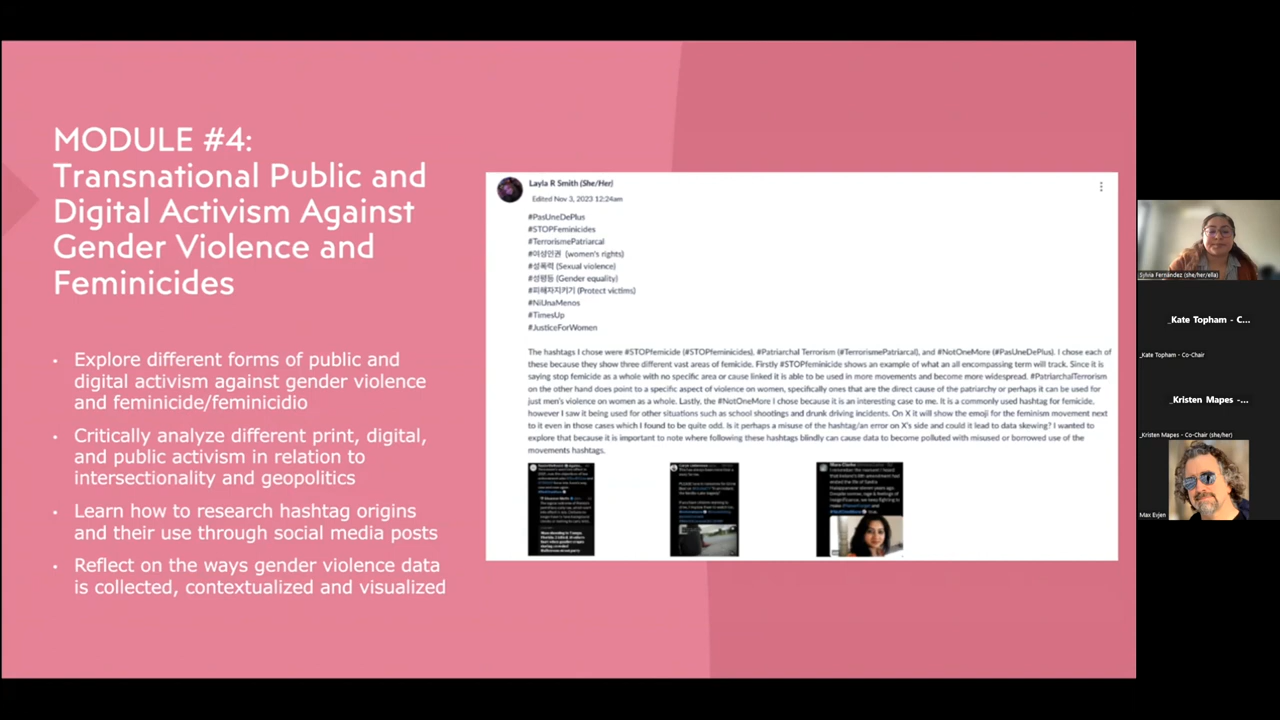 MODULE #4:
Transnational Public and
Digital Activism Against
Gender Violence and
Feminicides
• Explore different forms of public and
digital activism against gender violence
and feminicide/feminicidio
• Critically analyze different print, digital,
and public activism in relation to
intersectionality and geopolitics
• Learn how to research hashtag origins
and their use through social media posts
• Reflect on the ways gender violence data
is collected, contextualized and visualized
Layla R Smith (She/Her)
Edited Nov 3, 2023 12:24am
#PasUneDePlus
#STOPFeminicides
#TerrorismePatriarcal
#여성인권 (women's rights)
#성폭력 (Sexual violence)
#성평등 (Gender equality)
#피해자지키기 (Protect victims)
#NiUnaMenos
#TimesUp
#JusticeForWomen
The hashtags I chose were #STOPfemicide (#STOPfeminicides), #Patriarchal Terrorism (#TerrorismePatriarcal), and #NotOneMore (#PasUneDePlus). I chose each of
these because they show three different vast areas of femicide. Firstly #STOPfeminicide shows an example of what an all encompassing term will track. Since it is
saying stop femicide as a whole with no specific area or cause linked it is able to be used in more movements and become more widespread. #PatriarchalTerrorism
on the other hand does point to a specific aspect of violence on women, specifically ones that are the direct cause of the patriarchy or perhaps it can be used for
just men's violence on women as a whole. Lastly, the #NotOneMore I chose because it is an interesting case to me. It is a commonly used hashtag for femicide,
however I saw it being used for other situations such as school shootings and drunk driving incidents. On X it will show the emoji for the feminism movement next
to it even in those cases which I found to be quite odd. Is it perhaps a misuse of the hashtag/an error on X's side and could it lead to data skewing? I wanted to
explore that because it is important to note where following these hashtags blindly can cause data to become polluted with misused or borrowed use of the
movements hashtags.
Sylvia Fernández (she/her/ella)
_Kate Topham - C...
_Kate Topham - Co-Chair
_Kristen Mapes -...
_Kristen Mapes - Co-Chair (she/her)
Max Evjen